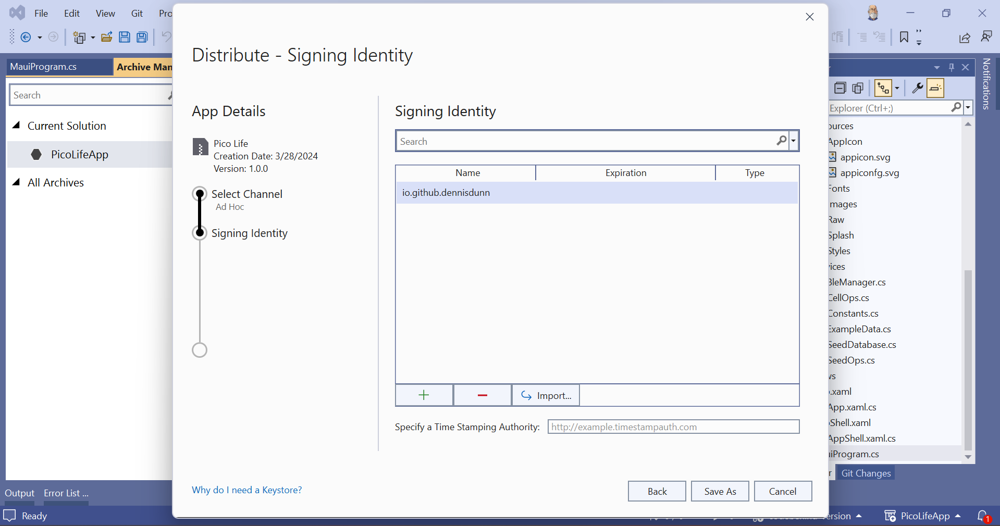 File Edit View Git Pro
MauiProgram.cs Archive Man
Search
Current Solution
PicoLifeApp
All Archives
Distribute - Signing Identity
App Details
Pico Life
Creation Date: 3/28/2024
Version: 1.0.0
Select Channel
Ad Hoc
Signing Identity
Signing Identity
Search
Name Expiration Type
io.github.dennisdunn
Import...
Specify a Time Stamping Authority: http://example.timestampauth.com
Why do I need a Keystore?
Back Save As Cancel
Notifications
Explorer (Ctrl+;)
ources
AppIcon
appicon.svg
appiconfg.svg
Fonts
mages
Raw
Splash
Styles
vices
BleManager.cs
CellOps.cs
Constants.cs
ExampleData.cs
SeedDatabase.cs
SeedOps.cs
ws
.xaml
App.xaml.cs
Shell.xaml
AppShell.xaml.cs
iProgram.cs
r Git Changes
Output Error List ...
Ready
ersion PicoLifeApp 1